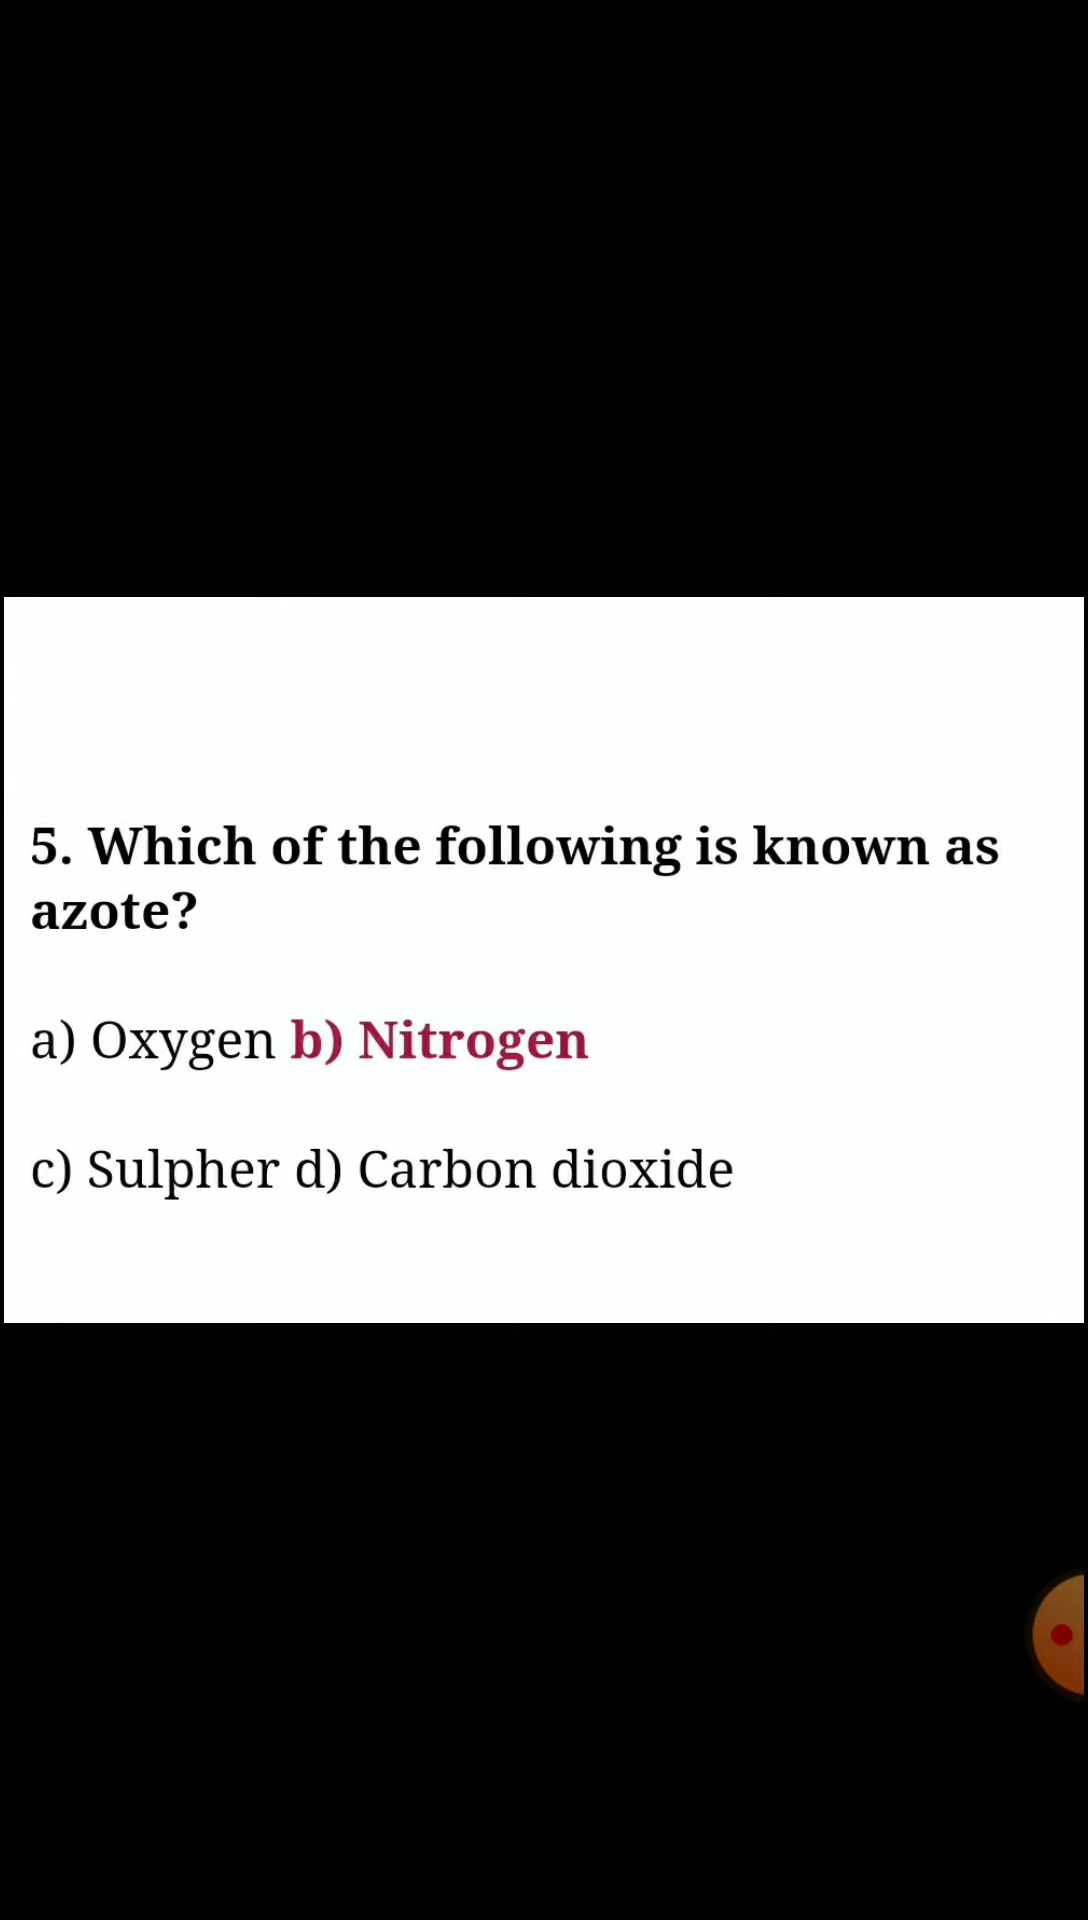 5. Which of the following is known as
azote?
a) Oxygen b) Nitrogen
c) Sulpher d) Carbon dioxide